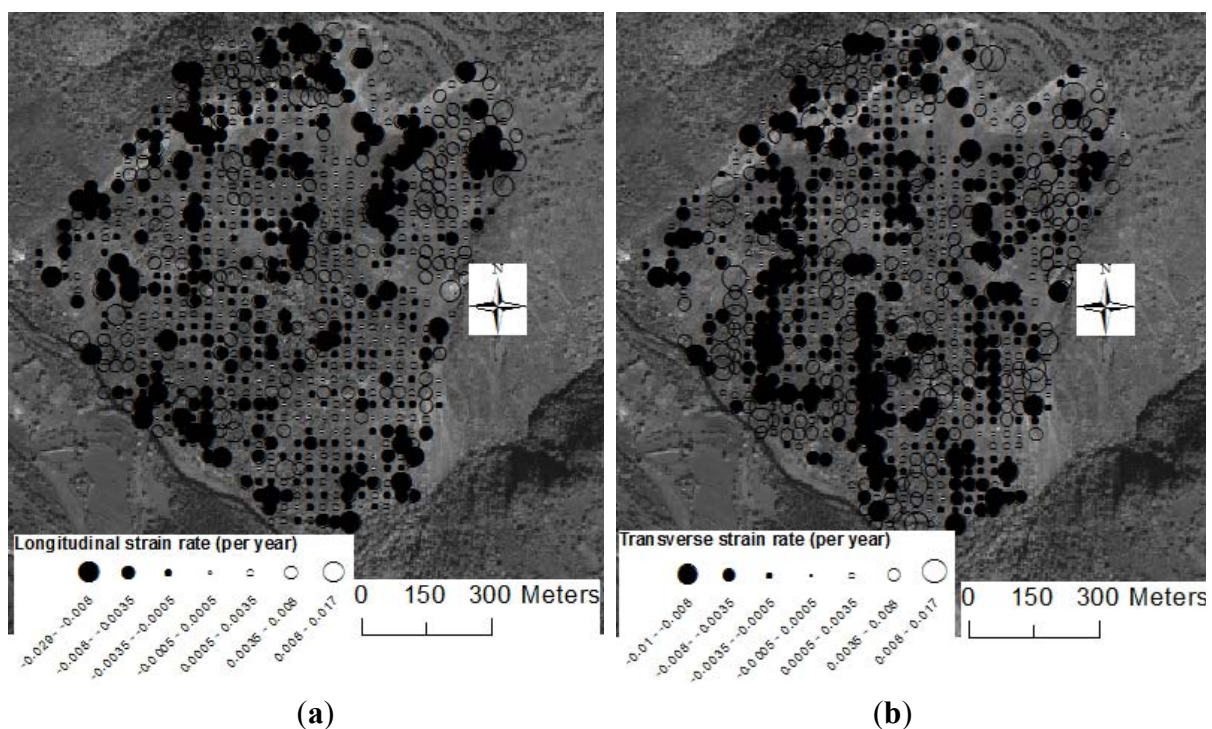 N
N
Longitudinal strain rate (per year)
-0.020 - -0.008
-0.008 - -0.0035
-0.0035 - -0.0005
-0.0005 - 0.0005
0.0005 - 0.0035
0.0035 - 0.008
0.008 - 0.017
0 150 300 Meters
Transverse strain rate (per year)
-0.01 - -0.008
-0.008 - -0.0035
-0.0035 - -0.0005
-0.0005 - 0.0005
0.0005 - 0.0035
0.0035 - 0.008
0.008 - 0.017
0 150 300 Meters
(a)
(b)